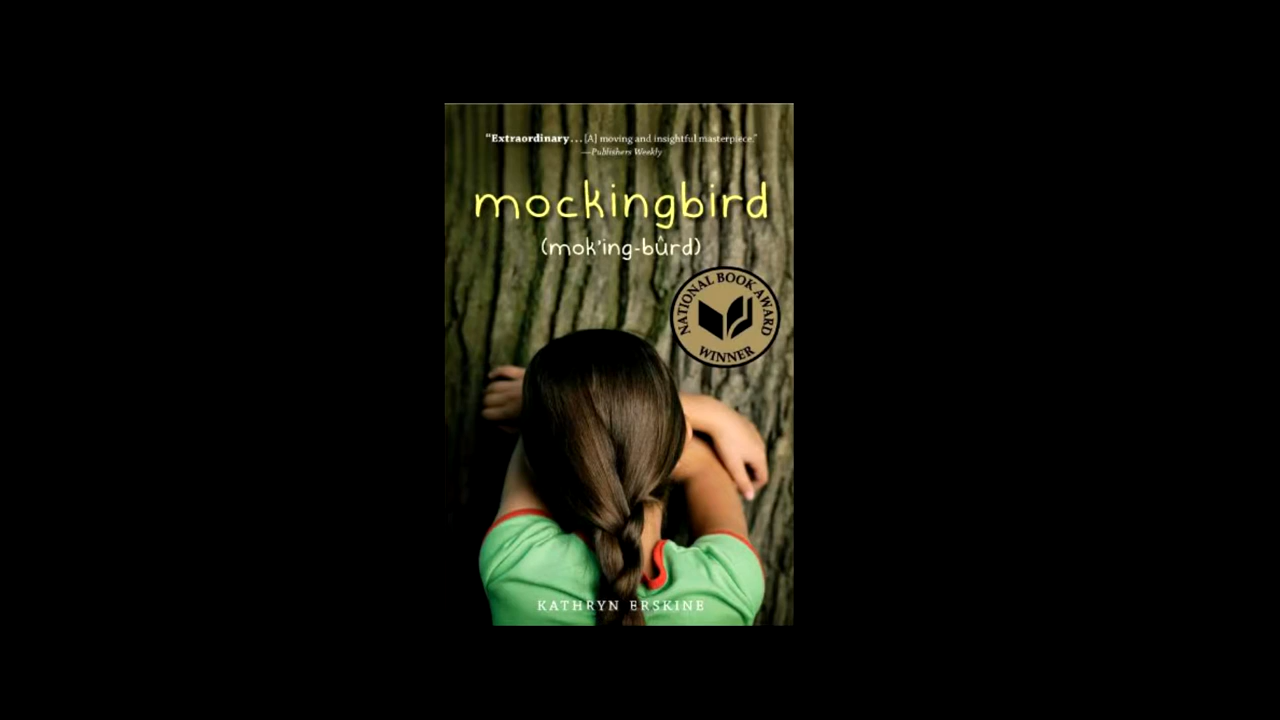 “Extraordinary... [A] moving and insightful masterpiece.”
—Publishers Weekly
mockingbird
(mok’ing-bûrd)
NATIONAL BOOK AWARD
WINNER
KATHRYN ERSKINE